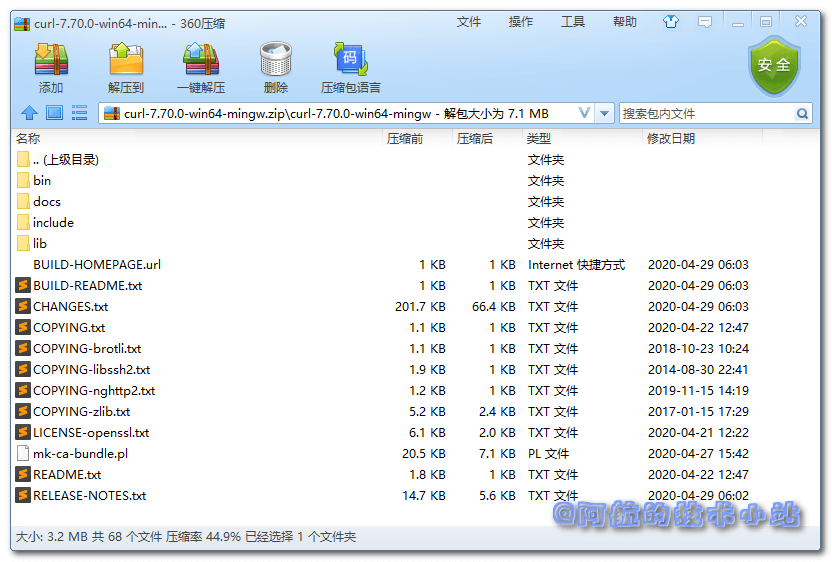 curl-7.70.0-win64-min... - 360压缩 文件 操作 工具 帮助
添加 解压到 一键解压 删除 压缩包语言 码 安全
curl-7.70.0-win64-mingw.zip\curl-7.70.0-win64-mingw - 解包大小为 7.1 MB 搜索包内文件
名称 压缩前 压缩后 类型 修改日期
.. (上级目录) 文件夹
bin 文件夹
docs 文件夹
include 文件夹
lib 文件夹
BUILD-HOMEPAGE.url 1 KB 1 KB Internet 快捷方式 2020-04-29 06:03
BUILD-README.txt 1 KB 1 KB TXT 文件 2020-04-29 06:03
CHANGES.txt 201.7 KB 66.4 KB TXT 文件 2020-04-29 06:03
COPYING.txt 1.1 KB 1 KB TXT 文件 2020-04-22 12:47
COPYING-brotli.txt 1.1 KB 1 KB TXT 文件 2018-10-23 10:24
COPYING-libssh2.txt 1.9 KB 1 KB TXT 文件 2014-08-30 22:41
COPYING-nghttp2.txt 1.2 KB 1 KB TXT 文件 2019-11-15 14:19
COPYING-zlib.txt 5.2 KB 2.4 KB TXT 文件 2017-01-15 17:29
LICENSE-openssl.txt 6.1 KB 2.0 KB TXT 文件 2020-04-21 12:22
mk-ca-bundle.pl 20.5 KB 7.1 KB PL 文件 2020-04-27 15:42
README.txt 1.8 KB 1 KB TXT 文件 2020-04-22 12:47
RELEASE-NOTES.txt 14.7 KB 5.6 KB TXT 文件 2020-04-29 06:02
@阿航的技术小站
大小: 3.2 MB 共 68 个文件 压缩率 44.9% 已经选择 1 个文件夹